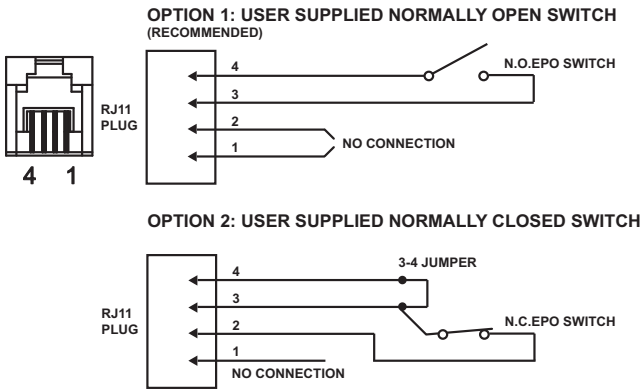 OPTION 1: USER SUPPLIED NORMALLY OPEN SWITCH
(RECOMMENDED)
4
N.O.EPO SWITCH
3
RJ11
PLUG
2
NO CONNECTION
1
4 1
OPTION 2: USER SUPPLIED NORMALLY CLOSED SWITCH
3-4 JUMPER
4
3
RJ11
PLUG
2
N.C.EPO SWITCH
1
NO CONNECTION